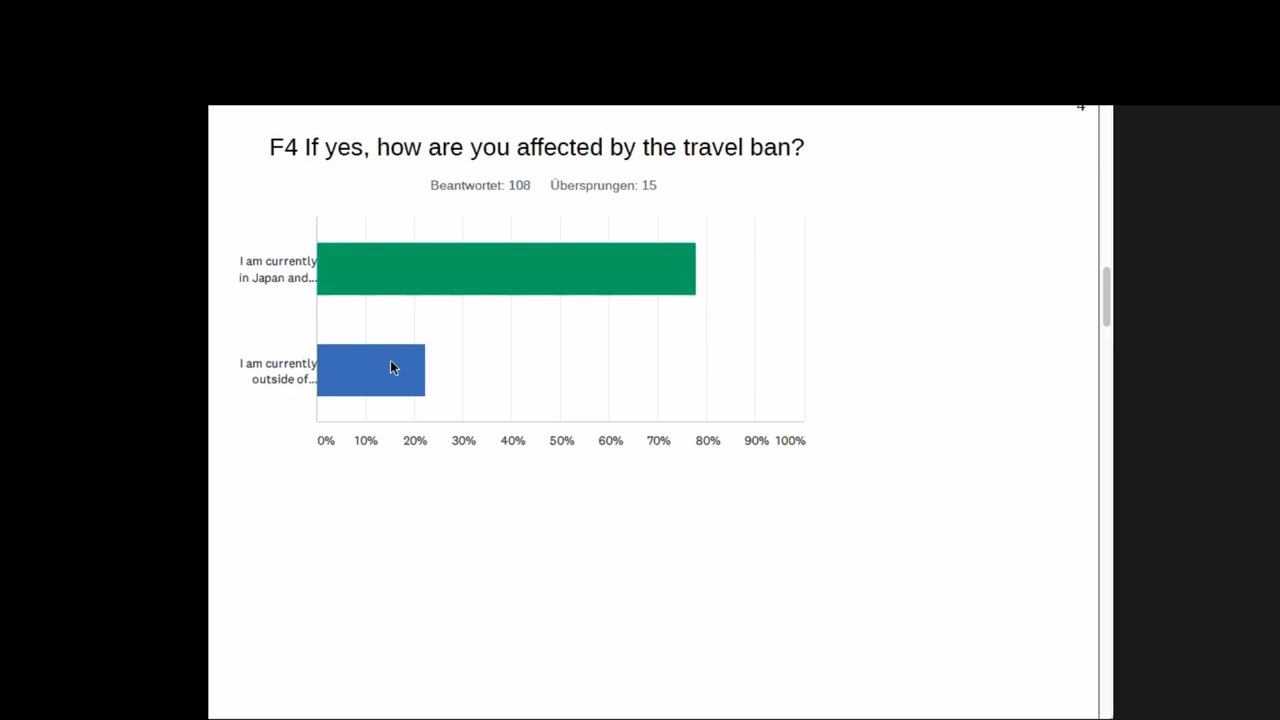 F4 If yes, how are you affected by the travel ban?
Beantwortet: 108 Übersprungen: 15
I am currently
in Japan and...
I am currently
outside of...
0% 10% 20% 30% 40% 50% 60% 70% 80% 90% 100%